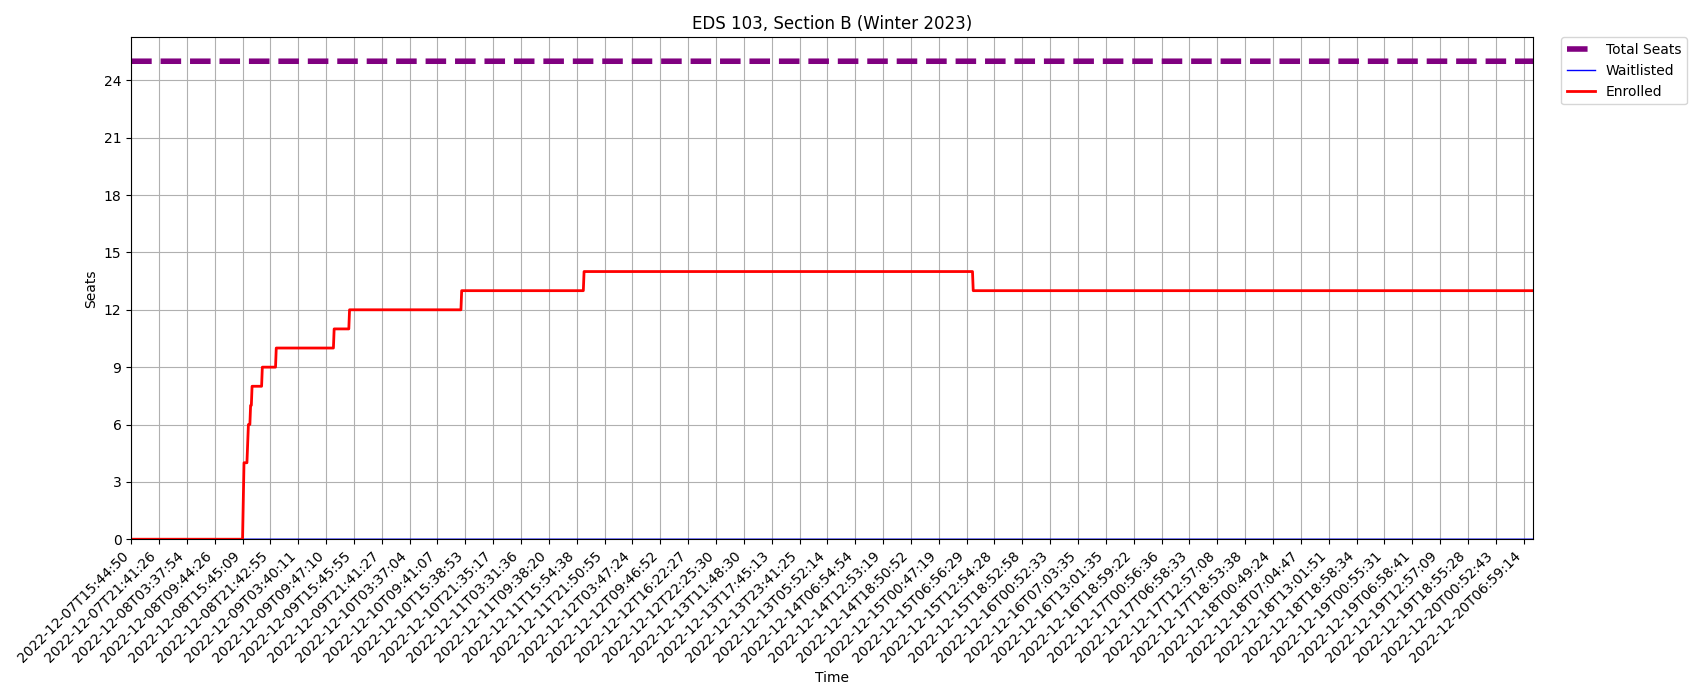 EDS 103, Section B (Winter 2023)
Total Seats
Waitlisted
Enrolled
Seats
24
21
18
15
12
9
6
3
0
2022-12-07T15:44:50
2022-12-07T21:41:26
2022-12-08T03:37:54
2022-12-08T09:44:26
2022-12-08T15:45:09
2022-12-08T21:42:55
2022-12-09T03:40:11
2022-12-09T09:47:10
2022-12-09T15:45:55
2022-12-09T21:41:27
2022-12-10T03:37:04
2022-12-10T09:41:07
2022-12-10T15:38:53
2022-12-10T21:35:17
2022-12-11T03:31:36
2022-12-11T09:38:20
2022-12-11T15:54:38
2022-12-11T21:50:55
2022-12-12T03:47:24
2022-12-12T09:46:52
2022-12-12T16:22:27
2022-12-12T22:25:30
2022-12-13T11:48:30
2022-12-13T17:45:13
2022-12-13T23:41:25
2022-12-14T05:52:14
2022-12-14T06:54:54
2022-12-14T12:53:19
2022-12-14T18:50:52
2022-12-15T00:47:19
2022-12-15T06:56:29
2022-12-15T12:54:28
2022-12-15T18:52:58
2022-12-16T00:52:33
2022-12-16T07:03:35
2022-12-16T13:01:35
2022-12-16T18:59:22
2022-12-17T00:56:36
2022-12-17T06:58:33
2022-12-17T12:57:08
2022-12-17T18:53:38
2022-12-18T00:49:24
2022-12-18T07:04:47
2022-12-18T13:01:51
2022-12-18T18:58:34
2022-12-19T00:55:31
2022-12-19T06:58:41
2022-12-19T12:57:09
2022-12-19T18:55:28
2022-12-20T00:52:43
2022-12-20T06:59:14
Time